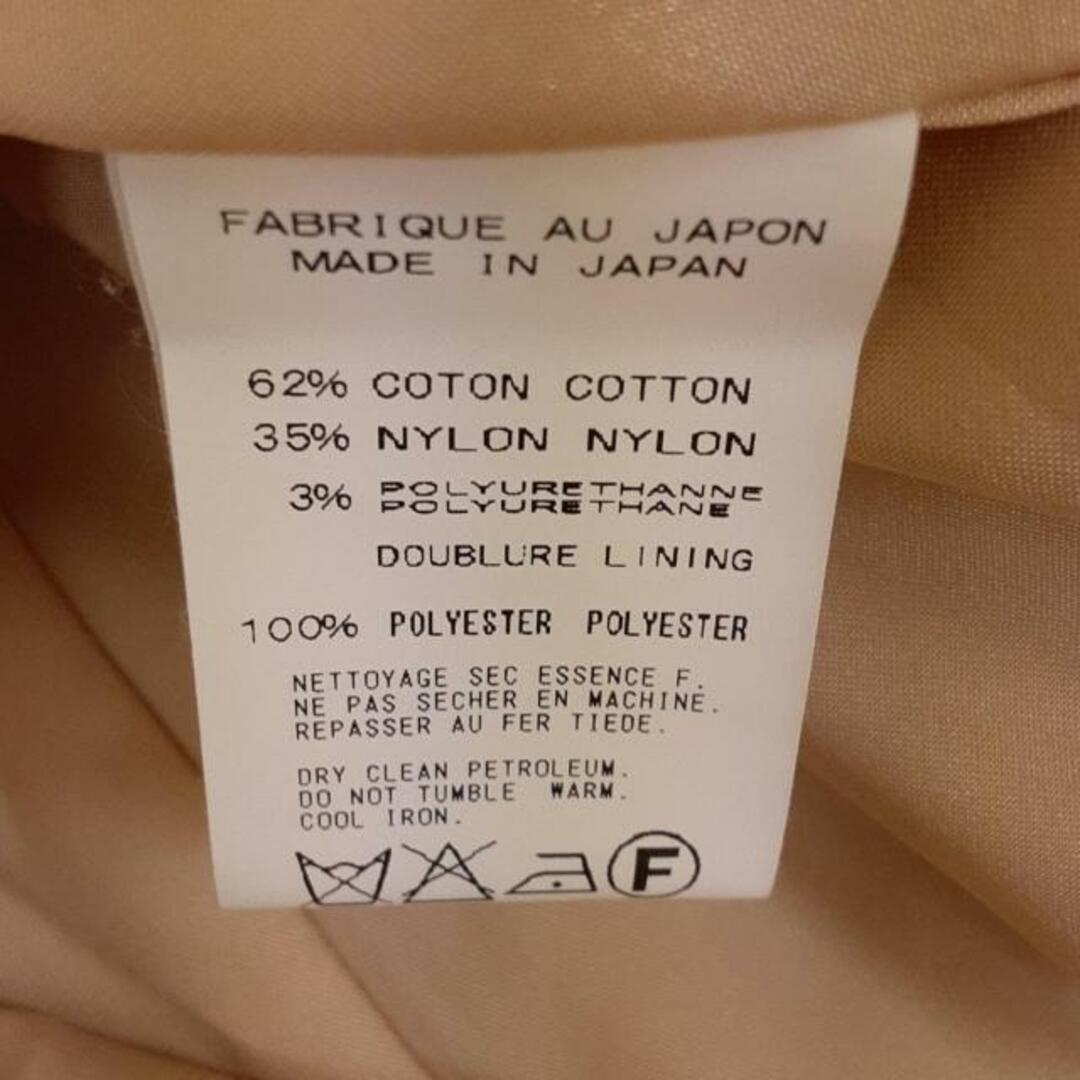 FABRIQUE AU JAPON
MADE IN JAPAN
62% COTON COTTON
35% NYLON NYLON
3% POLYURETHANNE
POLYURETHANE
DOUBLURE LINING
100% POLYESTER POLYESTER
NETTOYAGE SEC ESSENCE F.
NE PAS SECHER EN MACHINE.
REPASSER AU FER TIEDE.
DRY CLEAN PETROLEUM.
DO NOT TUMBLE WARM.
COOL IRON.
F